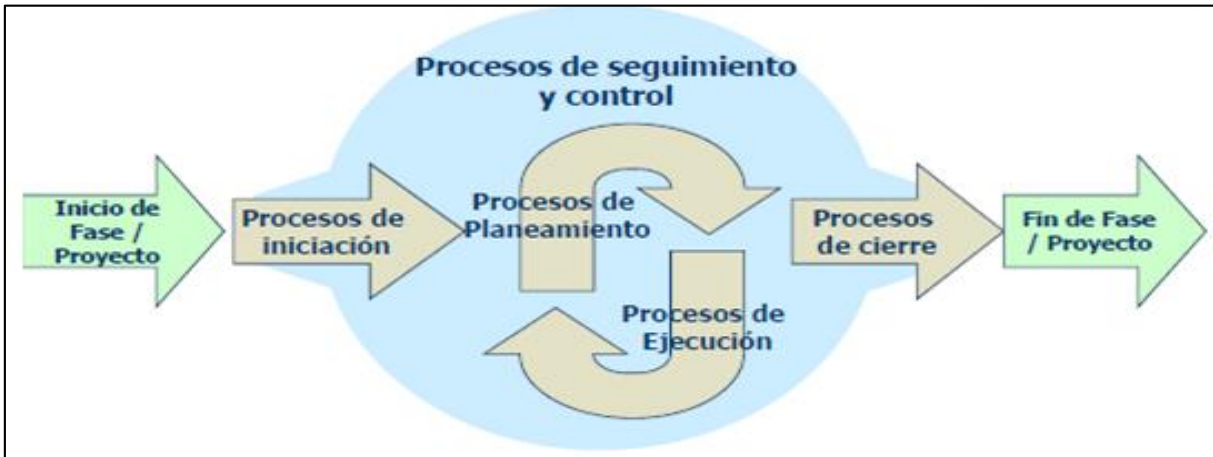 Procesos de seguimiento
y control
Inicio de
Fase /
Proyecto
Procesos de
iniciación
Procesos de
Planeamiento
Procesos de
Ejecución
Procesos
de cierre
Fin de Fase
/ Proyecto